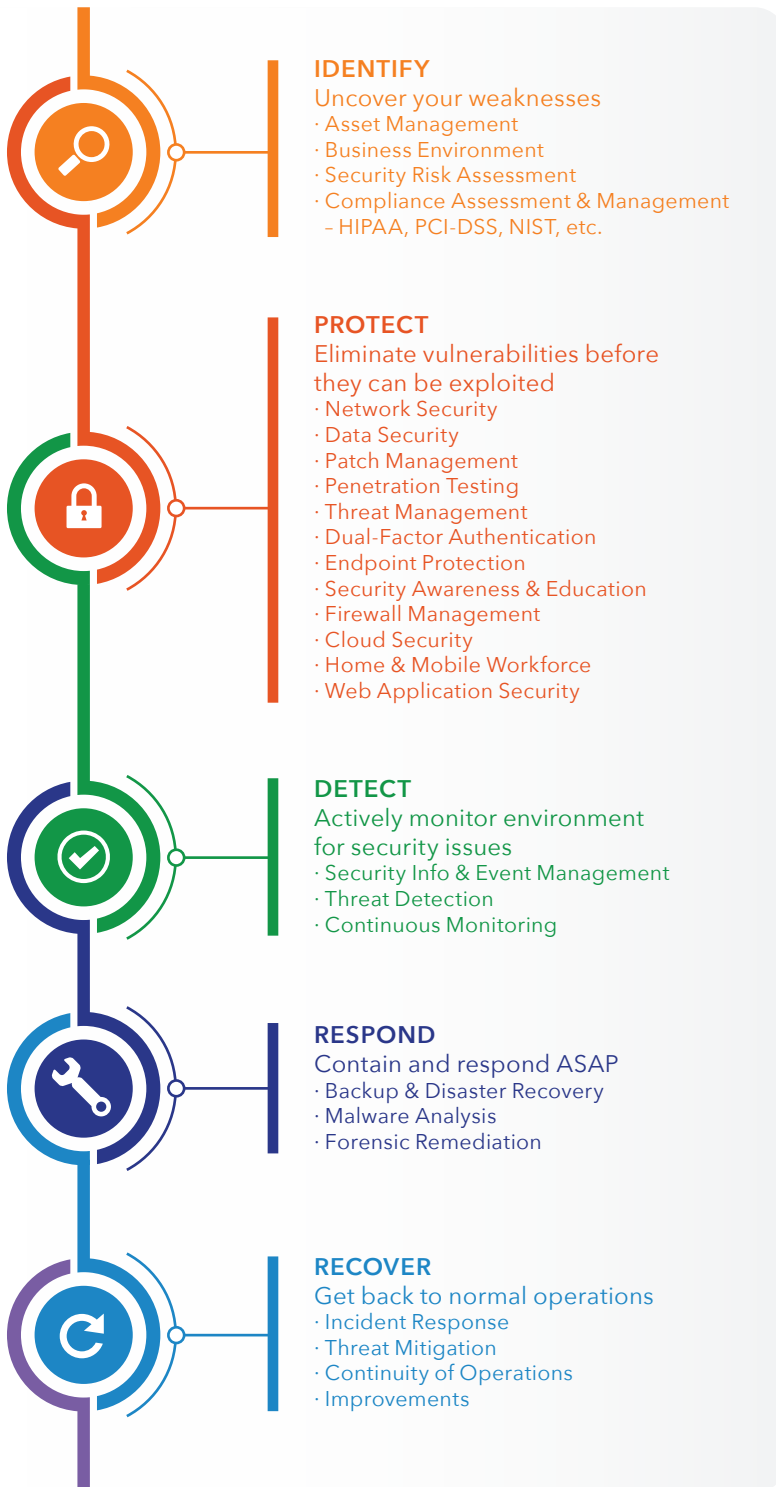 IDENTIFY
Uncover your weaknesses
· Asset Management
· Business Environment
· Security Risk Assessment
· Compliance Assessment & Management
– HIPAA, PCI-DSS, NIST, etc.
PROTECT
Eliminate vulnerabilities before
they can be exploited
· Network Security
· Data Security
· Patch Management
· Penetration Testing
· Threat Management
· Dual-Factor Authentication
· Endpoint Protection
· Security Awareness & Education
· Firewall Management
· Cloud Security
· Home & Mobile Workforce
· Web Application Security
DETECT
Actively monitor environment
for security issues
· Security Info & Event Management
· Threat Detection
· Continuous Monitoring
RESPOND
Contain and respond ASAP
· Backup & Disaster Recovery
· Malware Analysis
· Forensic Remediation
RECOVER
Get back to normal operations
· Incident Response
· Threat Mitigation
· Continuity of Operations
· Improvements